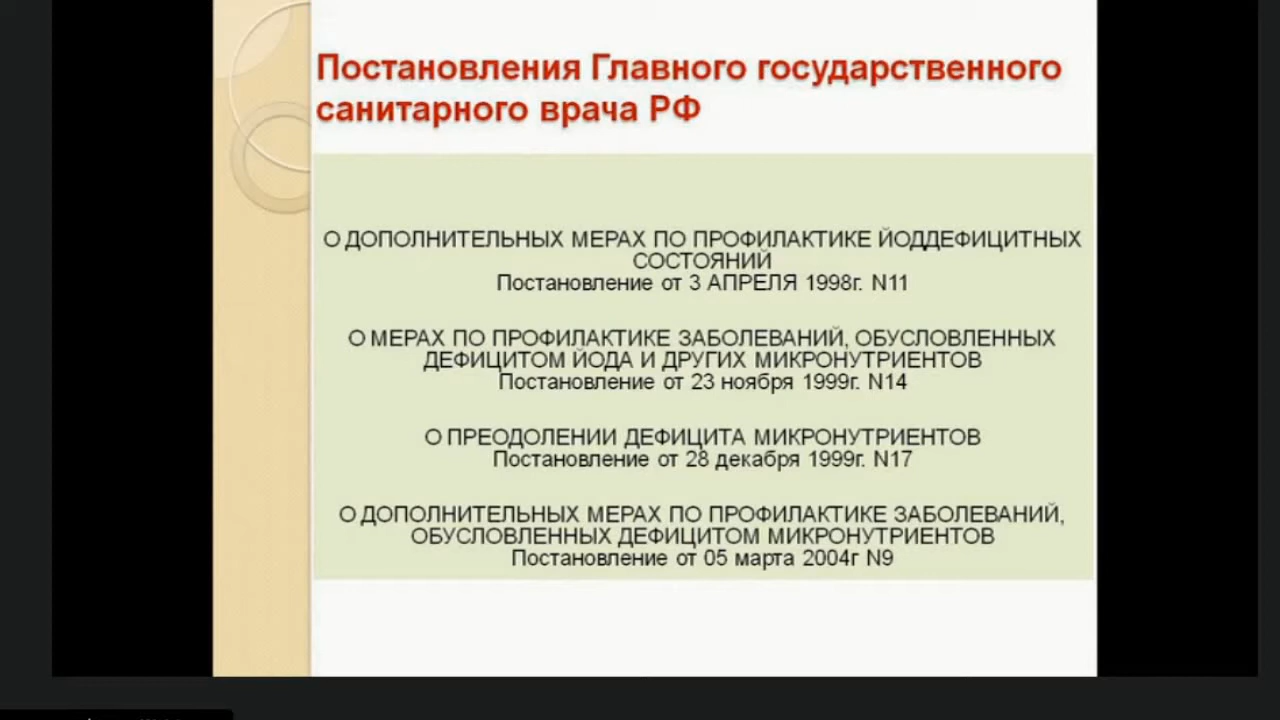 Постановления Главного государственного
санитарного врача РФ
О ДОПОЛНИТЕЛЬНЫХ МЕРАХ ПО ПРОФИЛАКТИКЕ ЙОДДЕФИЦИТНЫХ
СОСТОЯНИЙ
Постановление от 3 АПРЕЛЯ 1998г. N11
О МЕРАХ ПО ПРОФИЛАКТИКЕ ЗАБОЛЕВАНИЙ, ОБУСЛОВЛЕННЫХ
ДЕФИЦИТОМ ЙОДА И ДРУГИХ МИКРОНУТРИЕНТОВ
Постановление от 23 ноября 1999г. N14
О ПРЕОДОЛЕНИИ ДЕФИЦИТА МИКРОНУТРИЕНТОВ
Постановление от 28 декабря 1999г. N17
О ДОПОЛНИТЕЛЬНЫХ МЕРАХ ПО ПРОФИЛАКТИКЕ ЗАБОЛЕВАНИЙ,
ОБУСЛОВЛЕННЫХ ДЕФИЦИТОМ МИКРОНУТРИЕНТОВ
Постановление от 05 марта 2004г N9